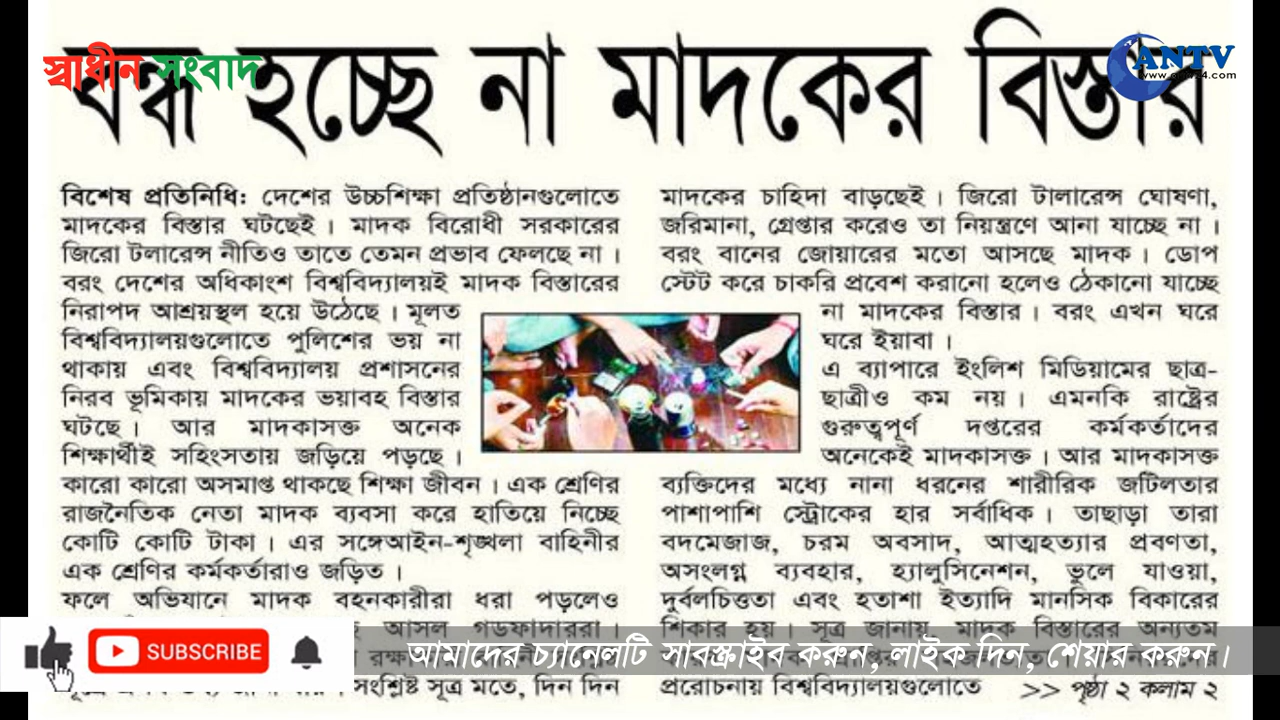 স্বাধীন সংবাদ
ANTV
বন্ধ হচ্ছে না মাদকের বিস্তার
বিশেষ প্রতিনিধি: দেশের উচ্চশিক্ষা প্রতিষ্ঠানগুলোতে
মাদকের বিস্তার ঘটছেই। মাদক বিরোধী সরকারের
জিরো টলারেন্স নীতিও তাতে তেমন প্রভাব ফেলছে না।
বরং দেশের অধিকাংশ বিশ্ববিদ্যালয়ই মাদক বিস্তারের
নিরাপদ আশ্রয়স্থল হয়ে উঠেছে। মূলত
বিশ্ববিদ্যালয়গুলোতে পুলিশের ভয় না
থাকায় এবং বিশ্ববিদ্যালয় প্রশাসনের
নিরব ভূমিকায় মাদকের ভয়াবহ বিস্তার
ঘটছে। আর মাদকাসক্ত অনেক
শিক্ষার্থীই সহিংসতায় জড়িয়ে পড়ছে।
কারো কারো অসমাপ্ত থাকছে শিক্ষা জীবন। এক শ্রেণির
রাজনৈতিক নেতা মাদক ব্যবসা করে হাতিয়ে নিচ্ছে
কোটি কোটি টাকা। এর সঙ্গেআইন-শৃঙ্খলা বাহিনীর
এক শ্রেণির কর্মকর্তারাও জড়িত।
ফলে অভিযানে মাদক বহনকারীরা ধরা পড়লেও
আসল গডফাদাররা।
সংশ্লিষ্ট সূত্র মতে, দিন দিন
মাদকের চাহিদা বাড়ছেই। জিরো টালারেন্স ঘোষণা,
জরিমানা, গ্রেপ্তার করেও তা নিয়ন্ত্রণে আনা যাচ্ছে না।
বরং বানের জোয়ারের মতো আসছে মাদক। ডোপ
স্টেট করে চাকরি প্রবেশ করানো হলেও ঠেকানো যাচ্ছে
না মাদকের বিস্তার। বরং এখন ঘরে
ঘরে ইয়াবা।
এ ব্যাপারে ইংলিশ মিডিয়ামের ছাত্র-
ছাত্রীও কম নয়। এমনকি রাষ্ট্রের
গুরুত্বপূর্ণ দপ্তরের কর্মকর্তাদের
অনেকেই মাদকাসক্ত। আর মাদকাসক্ত
ব্যক্তিদের মধ্যে নানা ধরনের শারীরিক জটিলতার
পাশাপাশি স্ট্রোকের হার সর্বাধিক। তাছাড়া তারা
বদমেজাজ, চরম অবসাদ, আত্মহত্যার প্রবণতা,
অসংলগ্ন ব্যবহার, হ্যালুসিনেশন, ভুলে যাওয়া,
দুর্বলচিত্ততা এবং হতাশা ইত্যাদি মানসিক বিকারের
শিকার হয়। সূত্র জানায়, মাদক বিস্তারের অন্যতম
প্ররোচনায় বিশ্ববিদ্যালয়গুলোতে >> পৃষ্ঠা ২ কলাম ২
SUBSCRIBE
আমাদের চ্যানেলটি সাবস্ক্রাইব করুন, লাইক দিন, শেয়ার করুন।